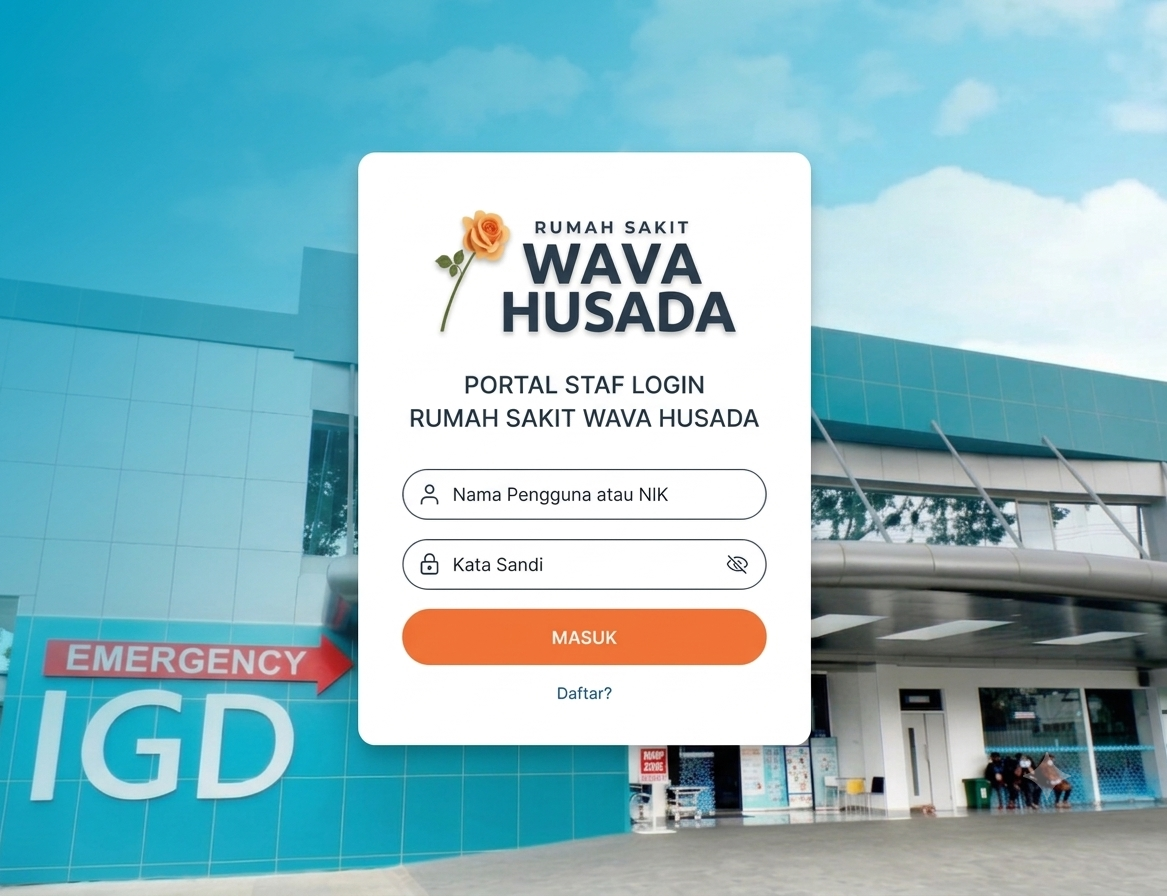 RUMAH SAKIT
WAVA
HUSADA
PORTAL STAF LOGIN
RUMAH SAKIT WAVA HUSADA
Nama Pengguna atau NIK
Kata Sandi
MASUK
Daftar?
EMERGENCY
IGD